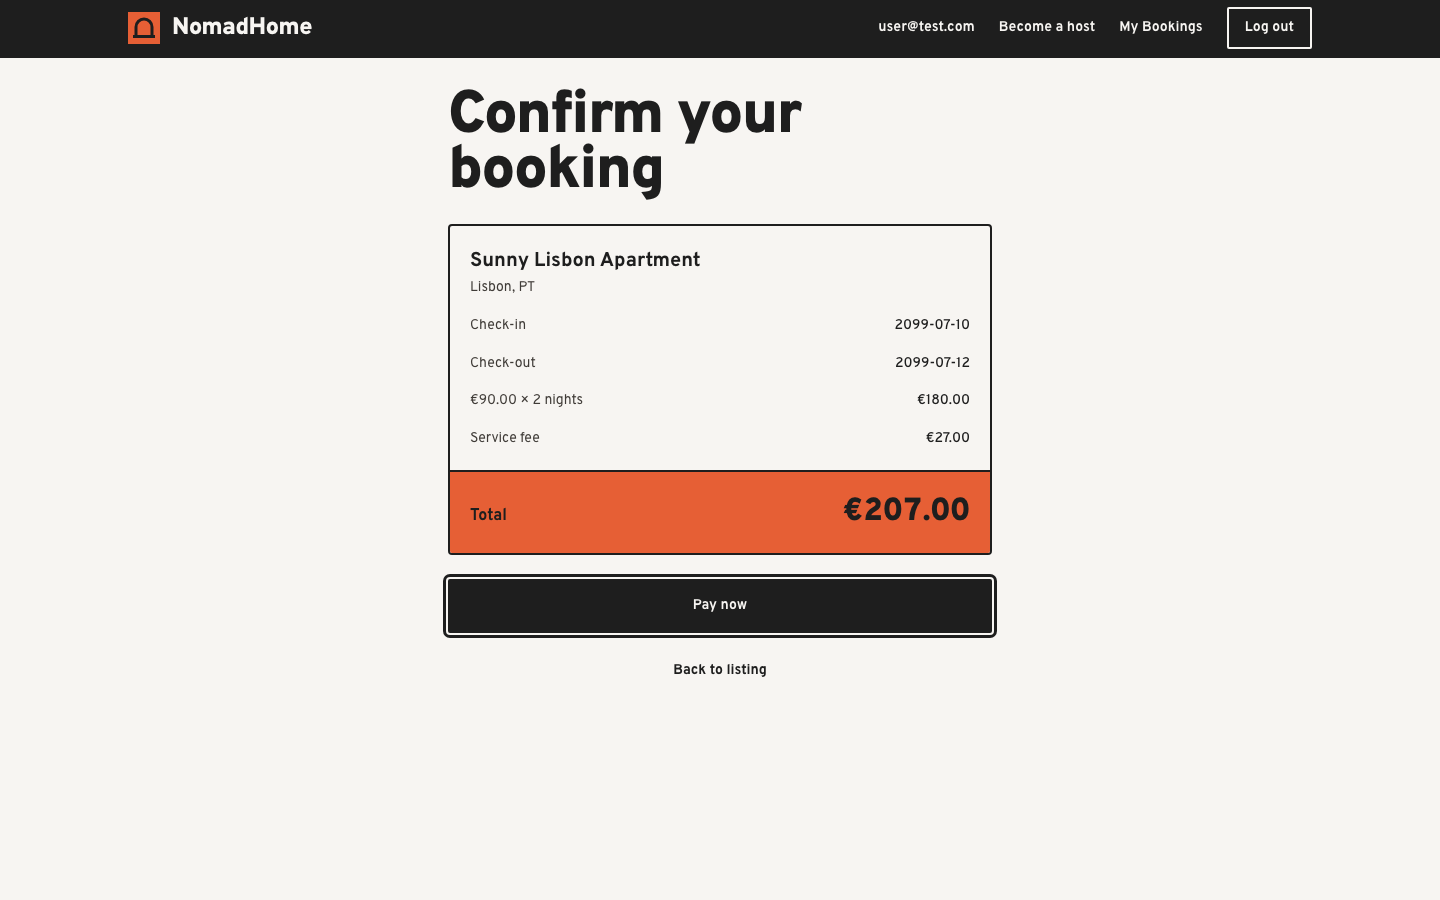 NomadHome
user@test.com
Become a host
My Bookings
Log out
Confirm your
booking
Sunny Lisbon Apartment
Lisbon, PT
Check-in 2099-07-10
Check-out 2099-07-12
€90.00 × 2 nights €180.00
Service fee €27.00
Total €207.00
Pay now
Back to listing